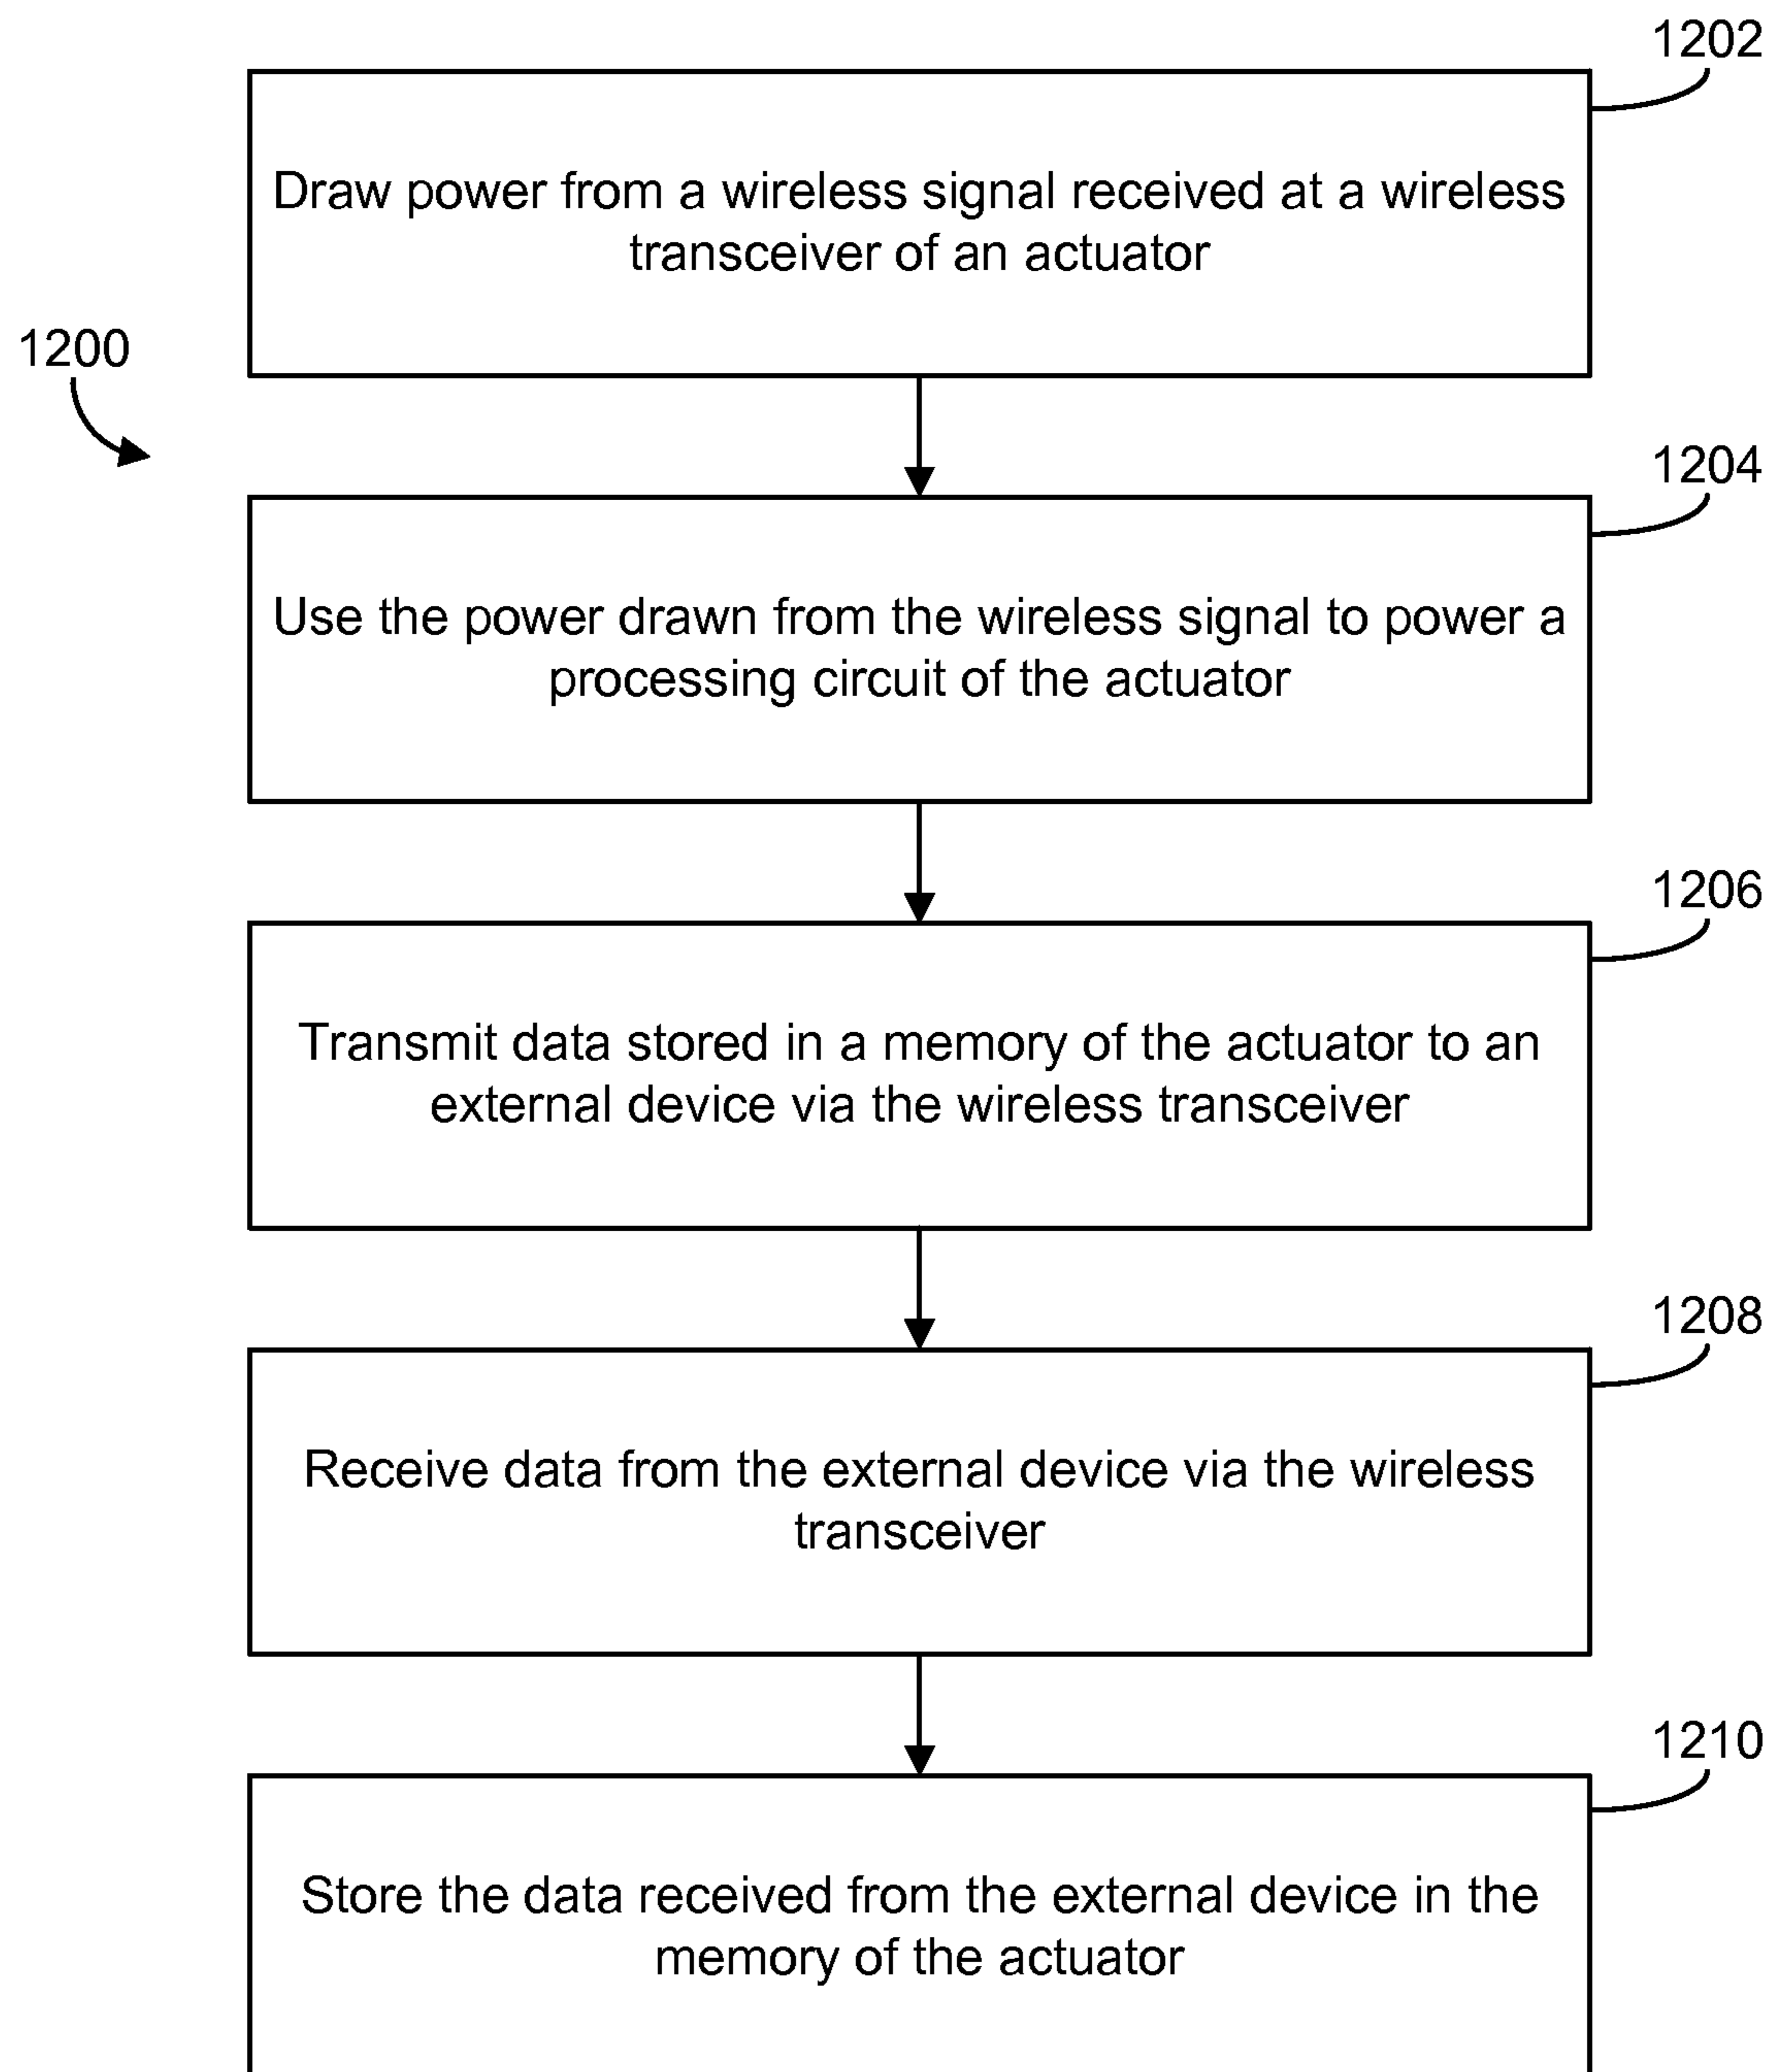 1202
Draw power from a wireless signal received at a wireless
transceiver of an actuator
1200
1204
Use the power drawn from the wireless signal to power a
processing circuit of the actuator
1206
Transmit data stored in a memory of the actuator to an
external device via the wireless transceiver
1208
Receive data from the external device via the wireless
transceiver
1210
Store the data received from the external device in the
memory of the actuator